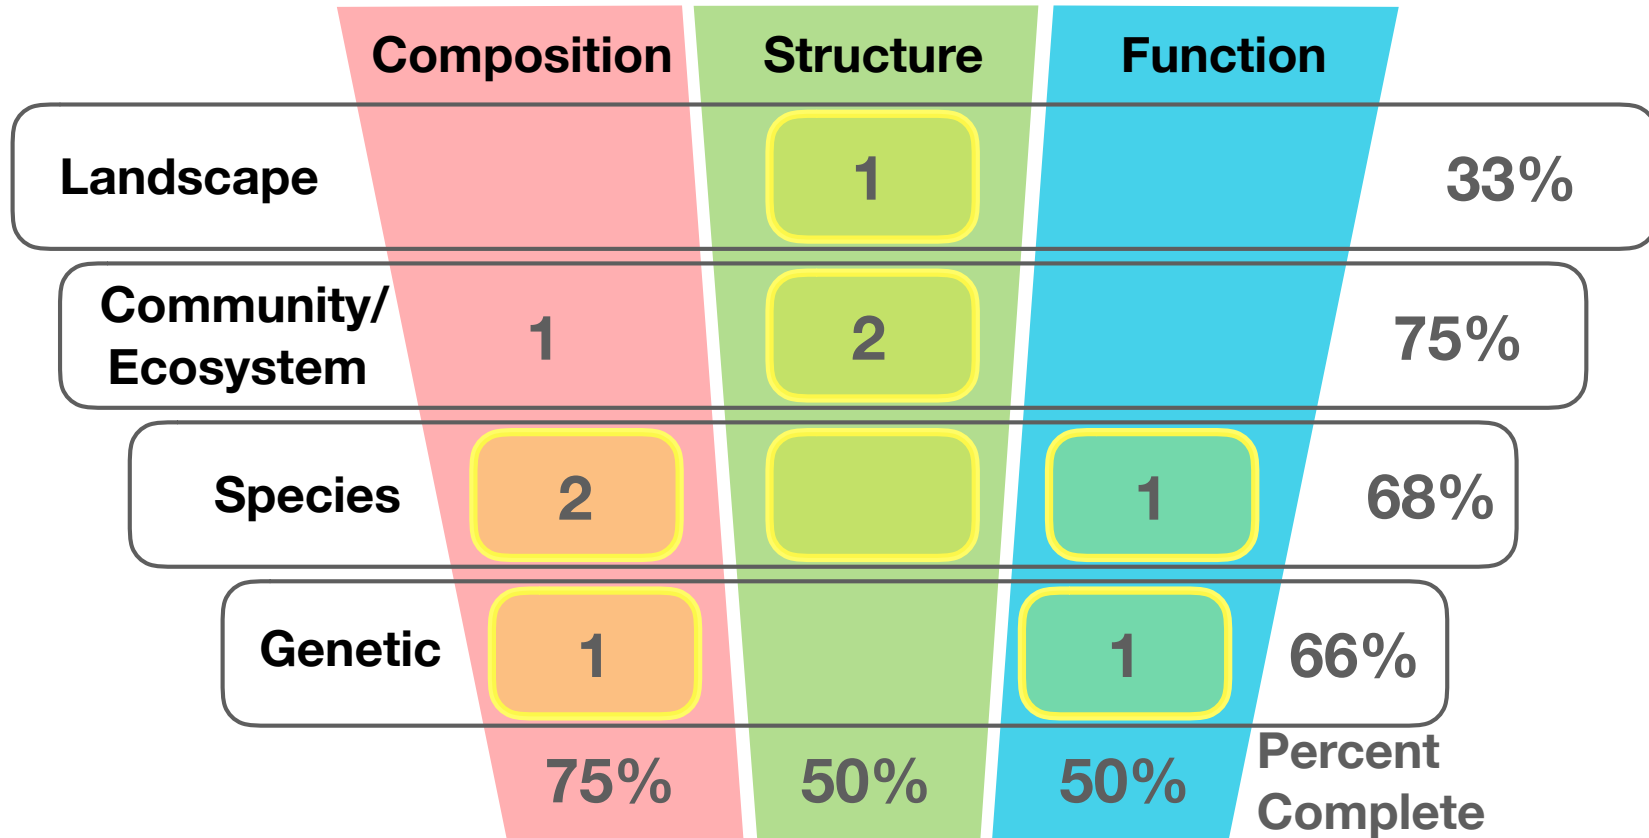 Composition Structure Function
Landscape 1 33%
Community/
Ecosystem 1 2 75%
Species 2 1 68%
Genetic 1 1 66%
75% 50% 50% Percent
Complete